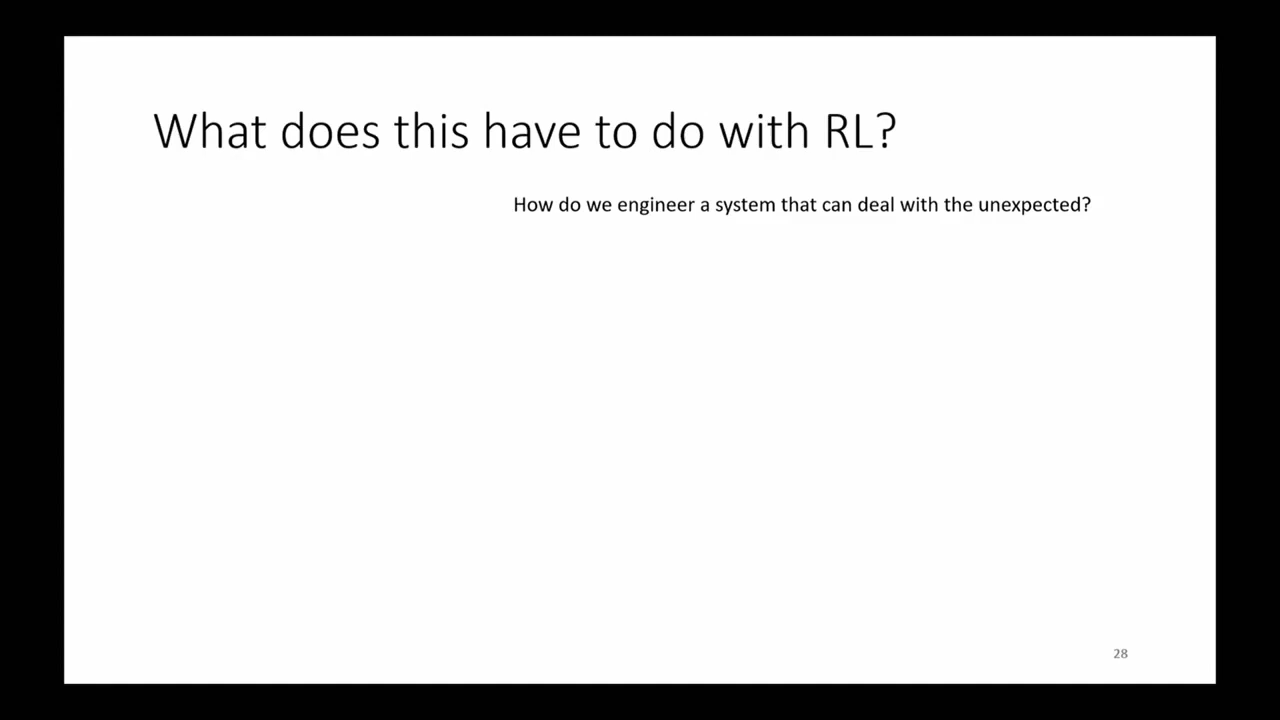 What does this have to do with RL?
How do we engineer a system that can deal with the unexpected?
28